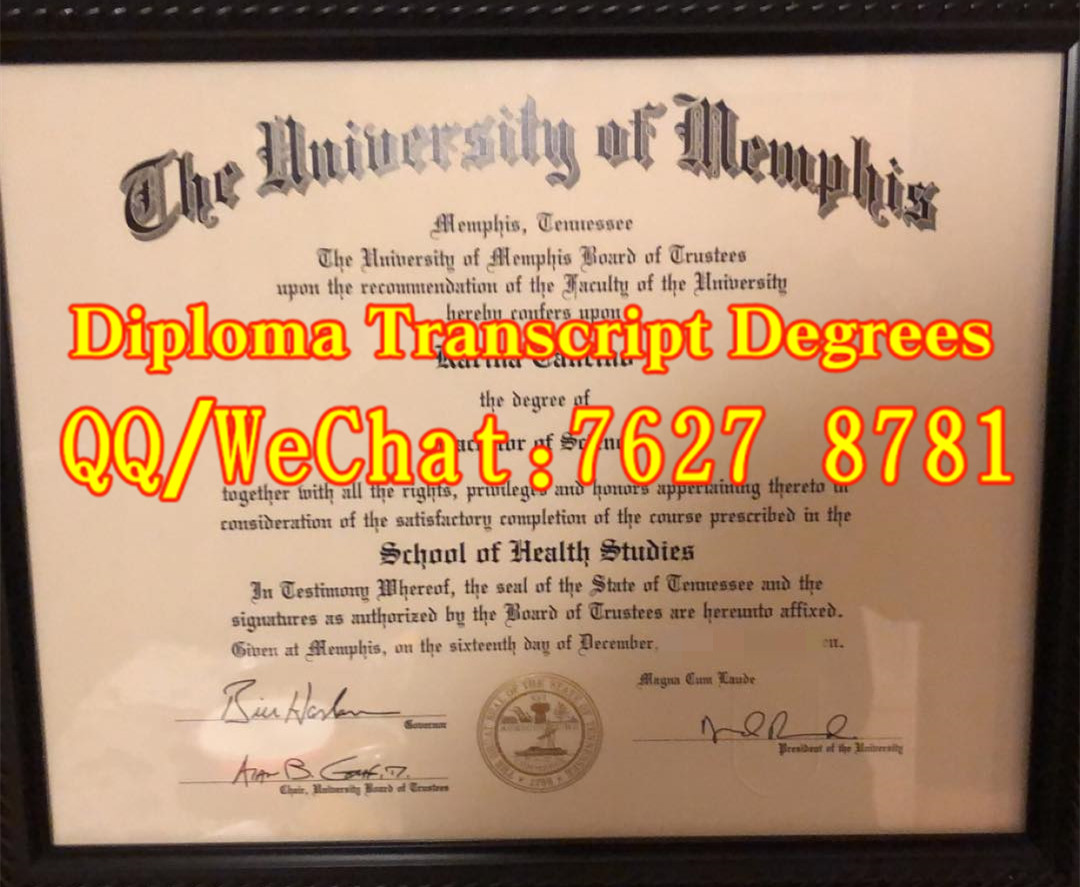 The University of Memphis
Memphis, Tennessee
The University of Memphis Board of Trustees
upon the recommendation of the Faculty of the University
hereby confers upon
Diploma Transcript Degrees
the degree of
QQ/WeChat:7627 8781
of
together with all the rights, privileges and honors appertaining thereto in
consideration of the satisfactory completion of the course prescribed in the
School of Health Studies
In Testimony Whereof, the seal of the State of Tennessee and the
signatures as authorized by the Board of Trustees are hereunto affixed.
Given at Memphis, on the sixteenth day of December,
Magna Cum Laude
Governor
President of the University
Chair, University Board of Trustees